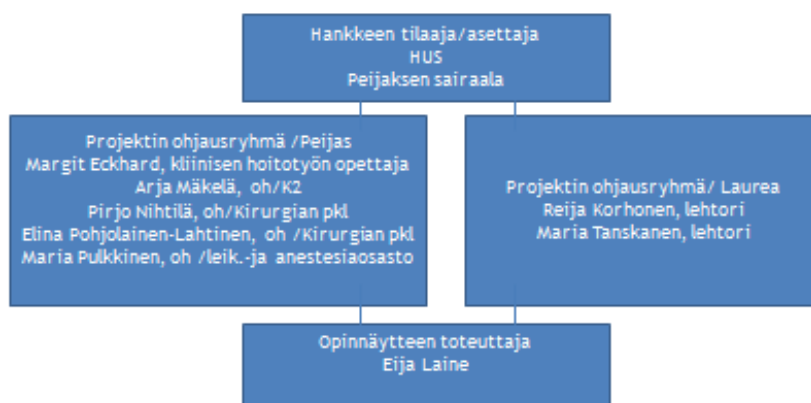 Hankkeen tilaaja/asettaja
HUS
Peijaksen sairaala
Projektin ohjausryhmä /Peijas
Margit Eckhard, kliinisen hoitotyön opettaja
Arja Mäkelä, oh/K2
Pirjo Nihtilä, oh/Kirurgian pkl
Elina Pohjolainen-Lahtinen, oh /Kirurgian pkl
Maria Pulkkinen, oh /leik.-ja anestesiaosasto
Projektin ohjausryhmä/ Laurea
Reija Korhonen, lehtori
Maria Tanskanen, lehtori
Opinnäytteen toteuttaja
Eija Laine